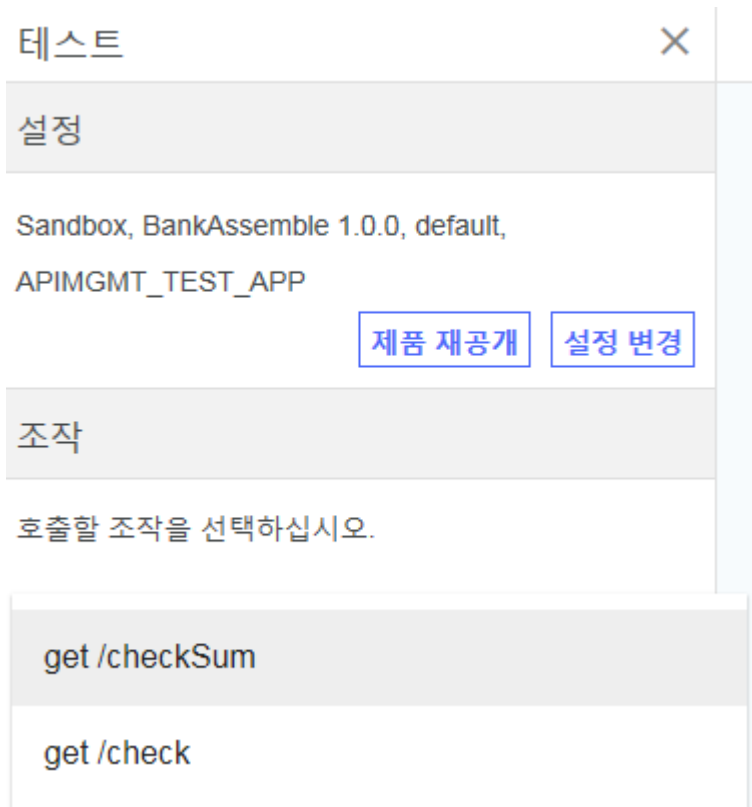 테스트
설정
Sandbox, BankAssemble 1.0.0, default,
APIMGMT_TEST_APP
제품 재공개 설정 변경
조작
호출할 조작을 선택하십시오.
get /checkSum
get /check